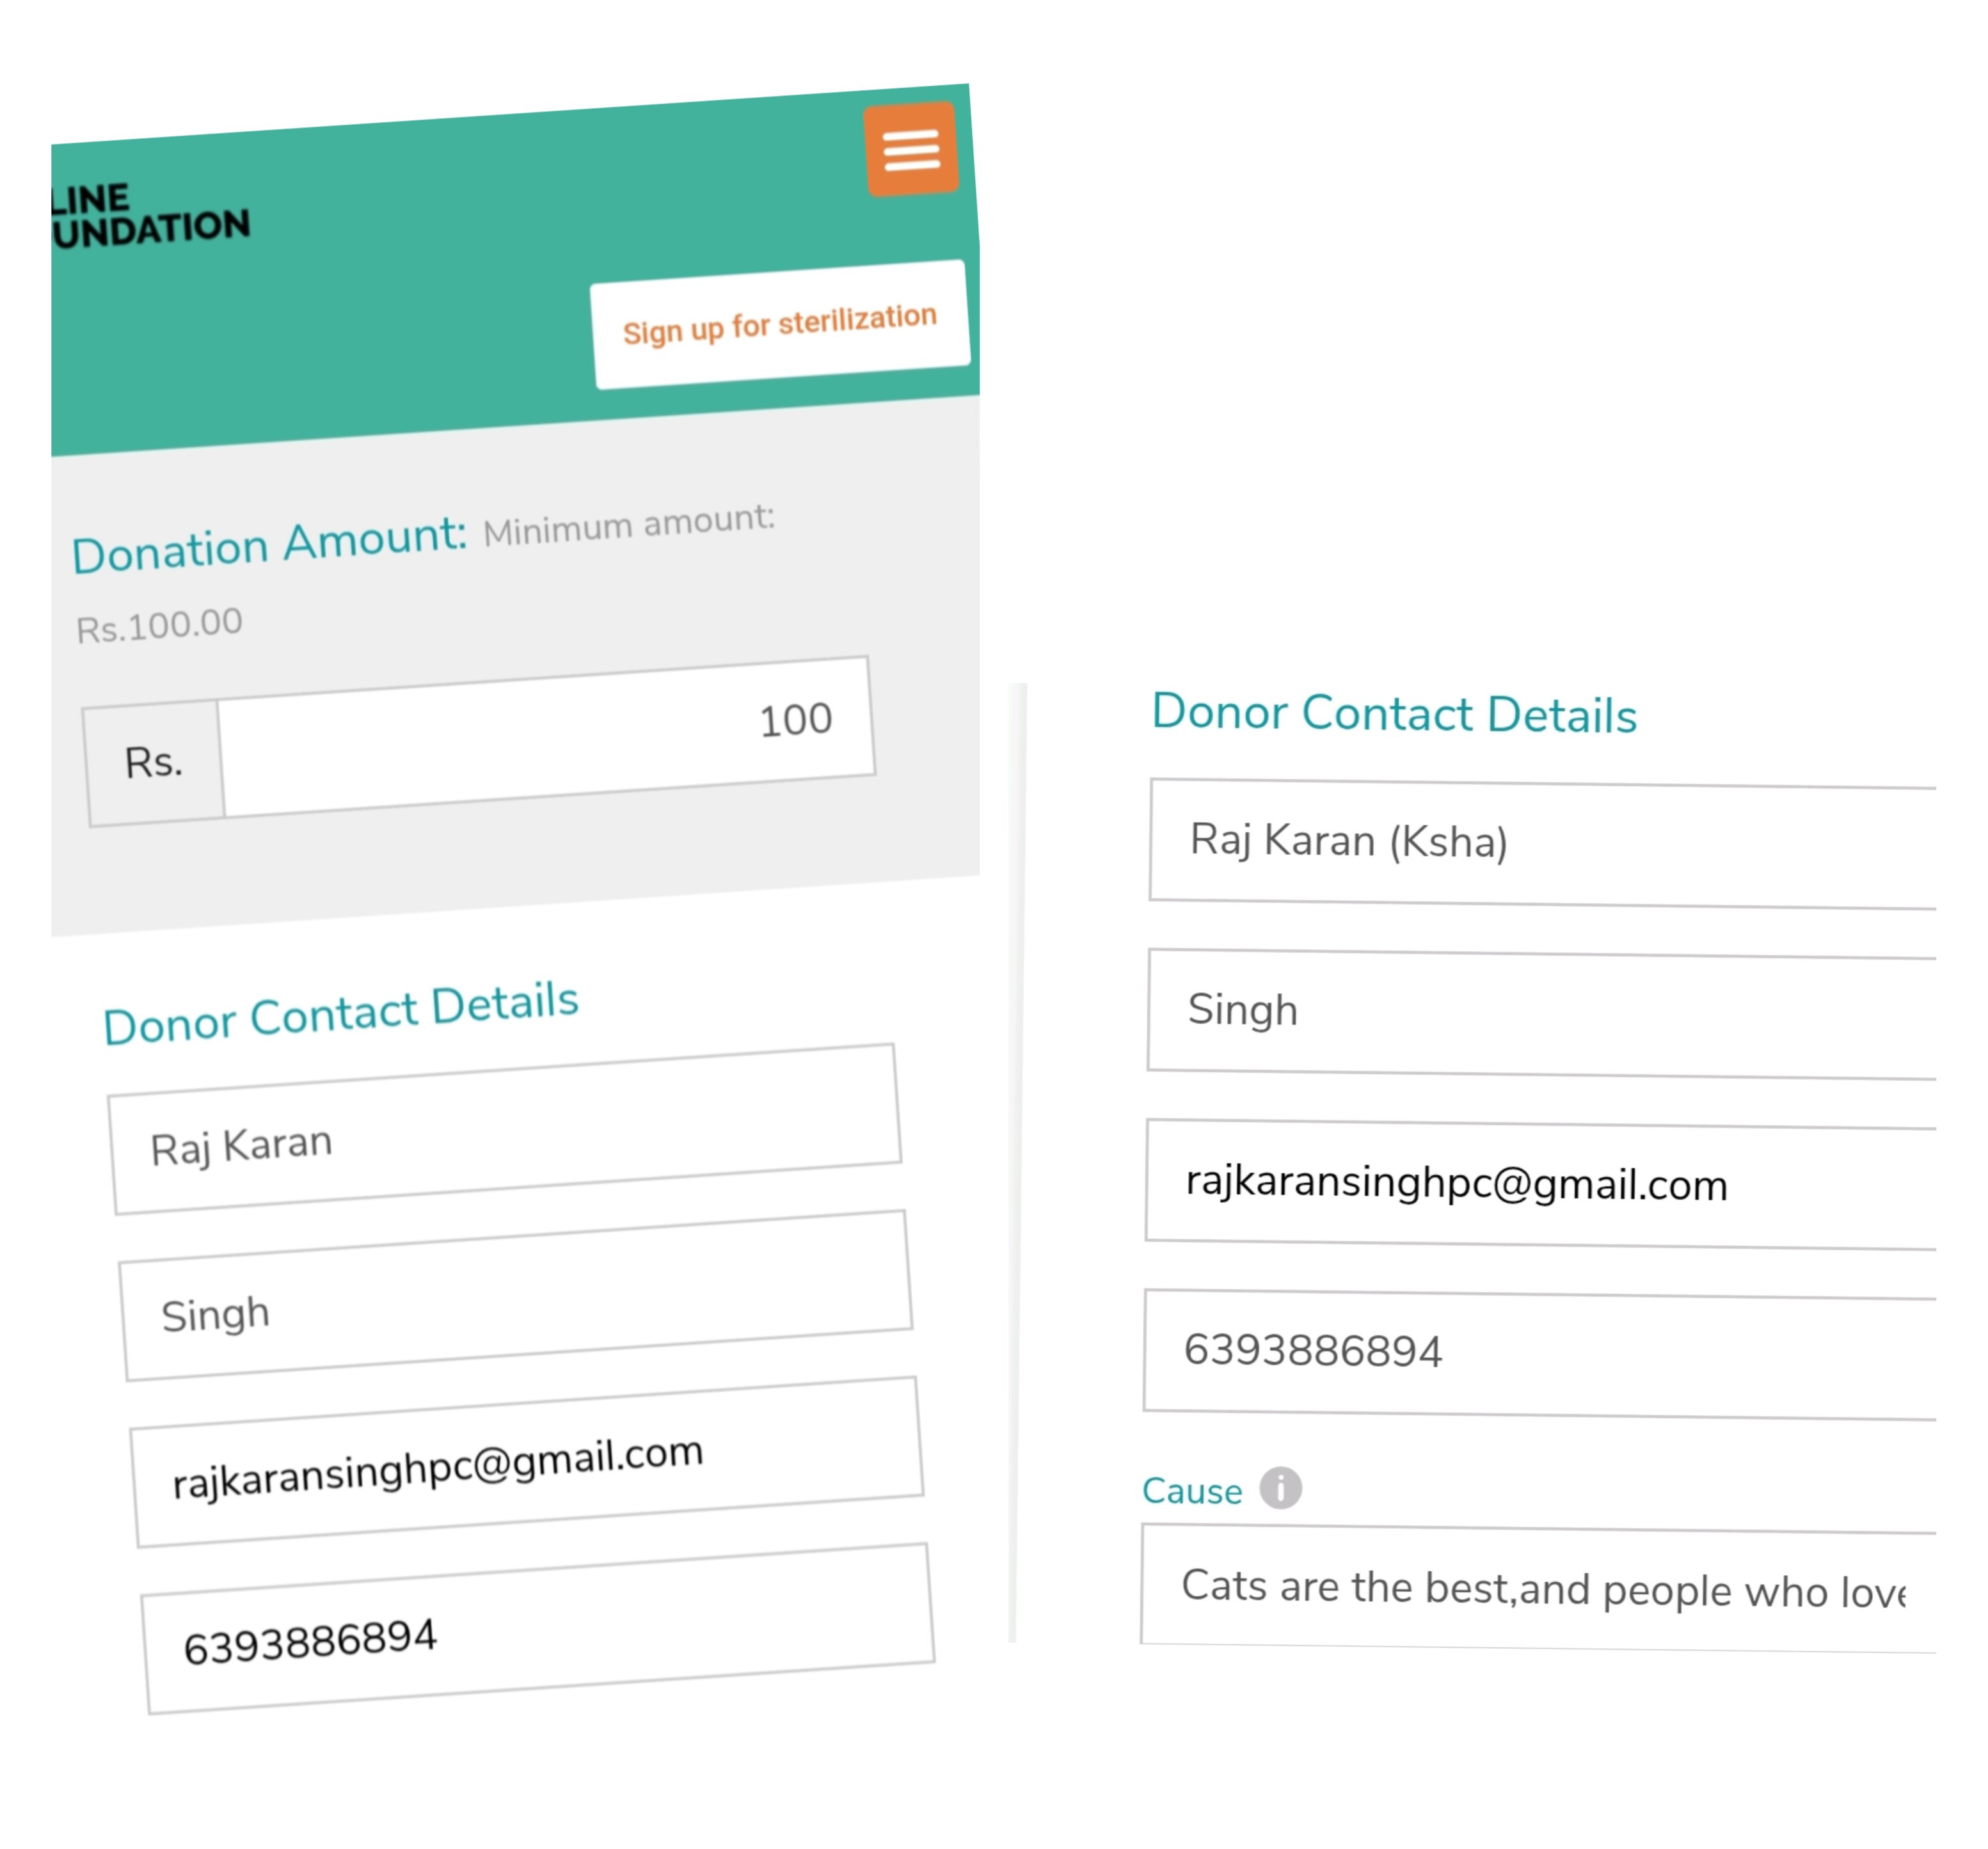 LINE
UNDATION
Sign up for sterilization
Donation Amount: Minimum amount:
Rs.100.00
Rs. 100
Donor Contact Details
Raj Karan
Singh
rajkaransinghpc@gmail.com
6393886894
Donor Contact Details
Raj Karan (Ksha)
Singh
rajkaransinghpc@gmail.com
6393886894
Cause i
Cats are the best,and people who love